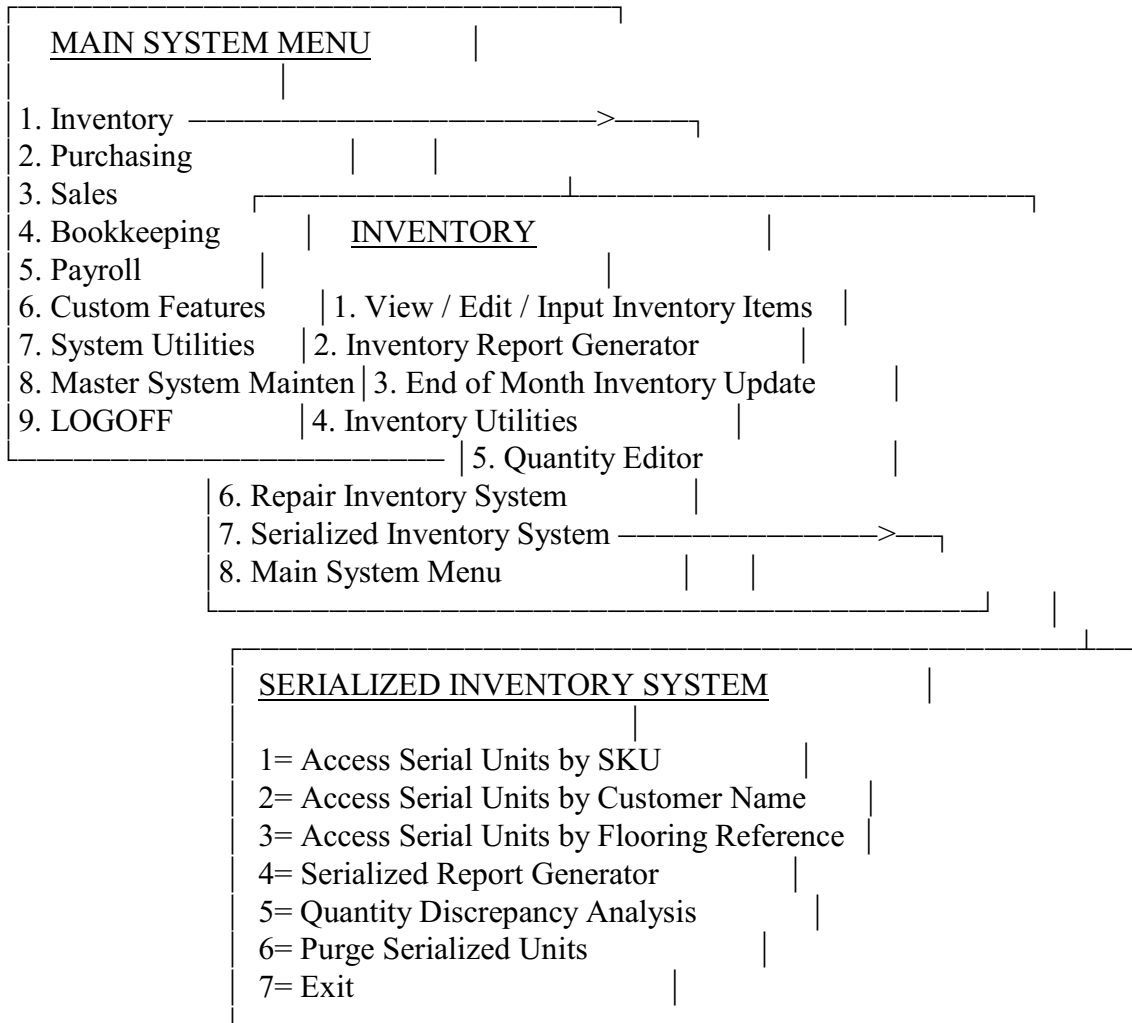 MAIN SYSTEM MENU
1. Inventory
2. Purchasing
3. Sales
4. Bookkeeping INVENTORY
5. Payroll
6. Custom Features 1. View / Edit / Input Inventory Items
7. System Utilities 2. Inventory Report Generator
8. Master System Mainten 3. End of Month Inventory Update
9. LOGOFF 4. Inventory Utilities
5. Quantity Editor
6. Repair Inventory System
7. Serialized Inventory System
8. Main System Menu
SERIALIZED INVENTORY SYSTEM
1= Access Serial Units by SKU
2= Access Serial Units by Customer Name
3= Access Serial Units by Flooring Reference
4= Serialized Report Generator
5= Quantity Discrepancy Analysis
6= Purge Serialized Units
7= Exit